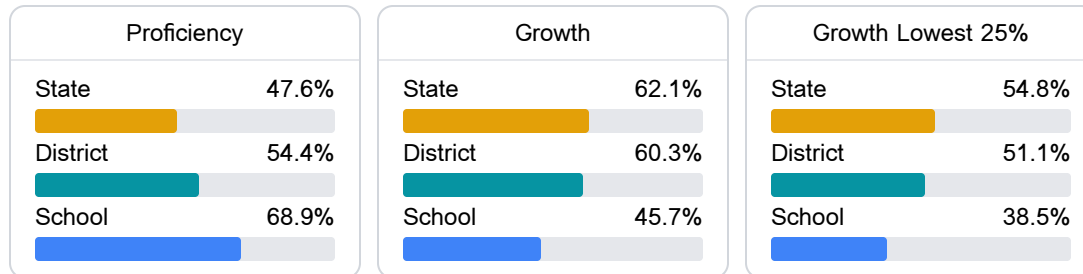 Proficiency
State 47.6%
District 54.4%
School 68.9%
Growth
State 62.1%
District 60.3%
School 45.7%
Growth Lowest 25%
State 54.8%
District 51.1%
School 38.5%